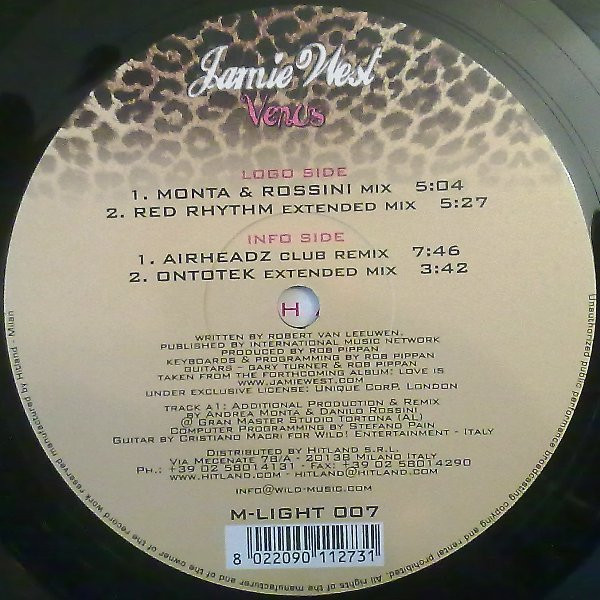 Jamie West
Venus
LOGO SIDE
1. MONTA & ROSSINI MIX 5:04
2. RED RHYTHM EXTENDED MIX 5:27
INFO SIDE
1. AIRHEADZ CLUB REMIX 7:46
2. ONTOTEK EXTENDED MIX 3:42
H
WRITTEN BY ROBERT VAN LEEUWEN.
PUBLISHED BY INTERNATIONAL MUSIC NETWORK
PRODUCED BY ROB PIPPAN
KEYBOARDS & PROGRAMMING BY ROB PIPPAN
GUITARS - GARY TURNER & ROB PIPPAN
TAKEN FROM THE FORTHCOMING ALBUM: LOVE IS
WWW.JAMIEWEST.COM
UNDER EXCLUSIVE LICENSE: UNIQUE CORP. LONDON
TRACK A1: ADDITIONAL PRODUCTION & REMIX
BY ANDREA MONTA & DANILO ROSSINI
@ GRAN MASTER STUDIO TORTONA (AL)
COMPUTER PROGRAMMING BY STEFANO PAIN
GUITAR BY CRISTIANO MACRI FOR WILD! ENTERTAINMENT - ITALY
DISTRIBUTED BY HITLAND S.R.L.
VIA MECENATE 78/A - 20138 MILANO ITALY
PH.: +39 02 58014131 - FAX: +39 02 58014290
WWW.HITLAND.COM - HITLAND@HITLAND.COM
INFO@WILD-MUSIC.COM
M-LIGHT 007
8 022090 112731
Unauthorized public performance broadcasting copying and rental prohibited. All rights of the manufacturer and of the owner of the record work reserved manufactured by Hitland - Milan